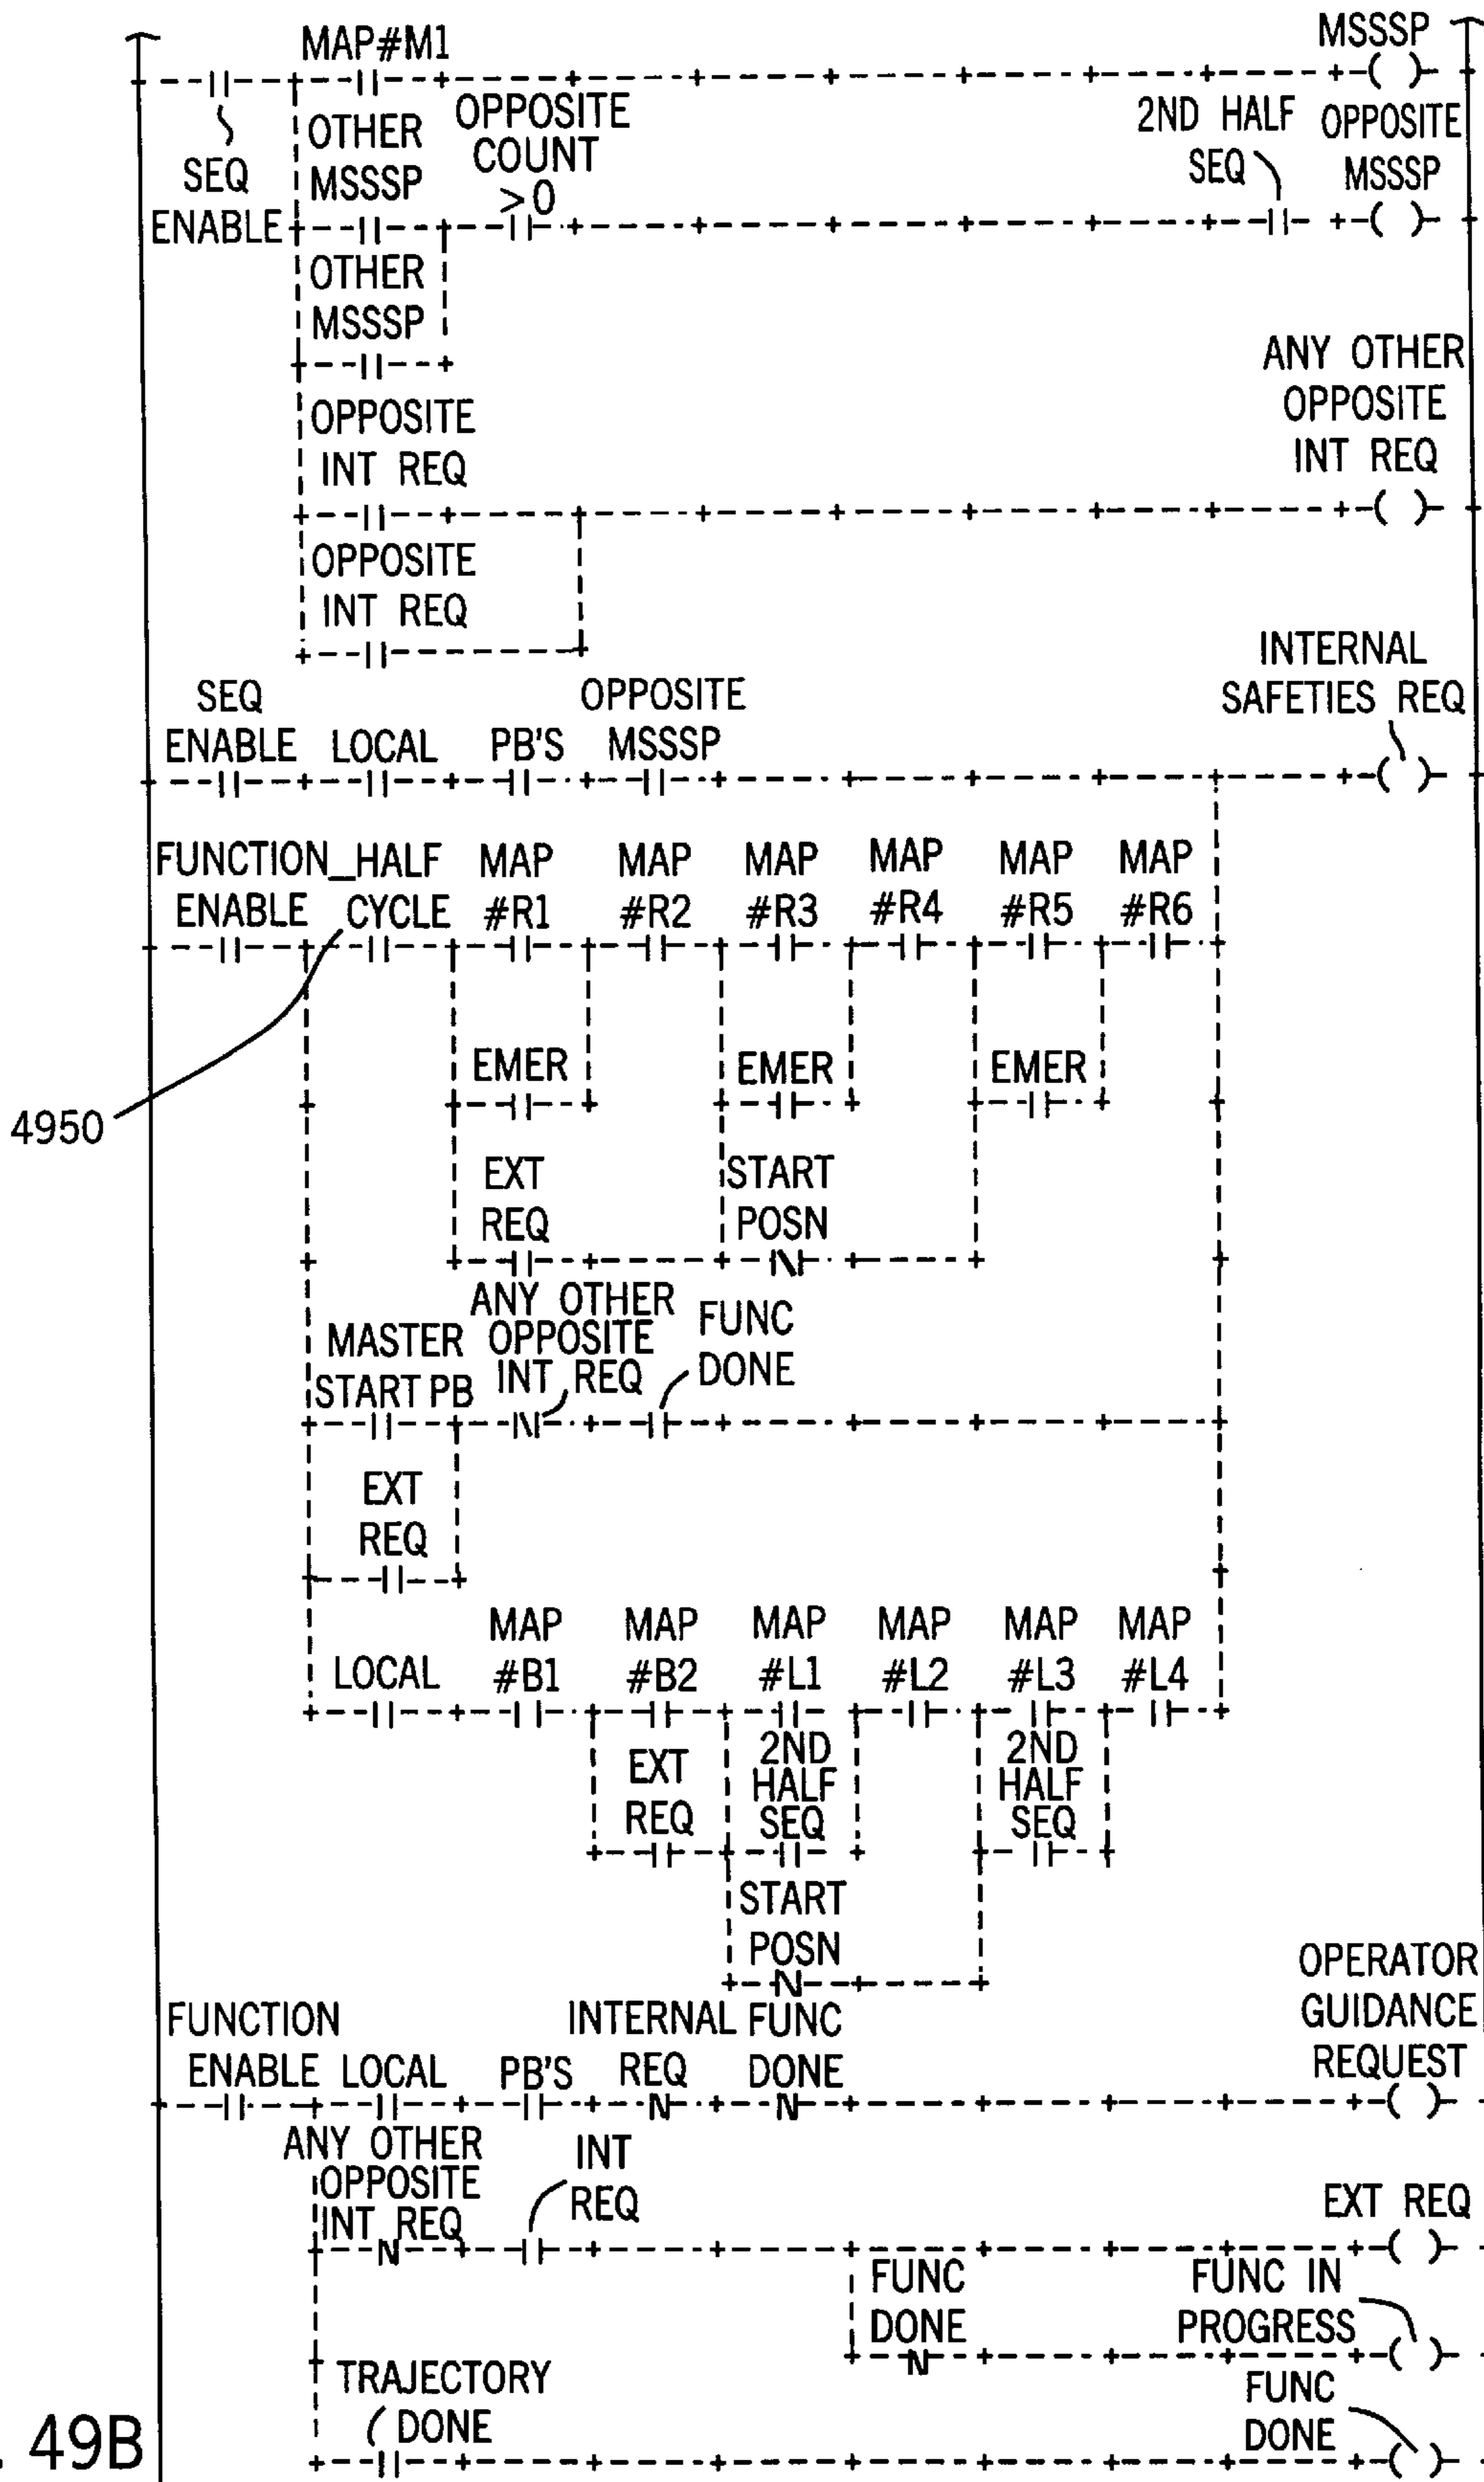 MAP#M1
MSSSP
SEQ
ENABLE
OTHER
MSSSP
OPPOSITE
COUNT
>0
2ND HALF
SEQ
OPPOSITE
MSSSP
OTHER
MSSSP
OPPOSITE
INT REQ
ANY OTHER
OPPOSITE
INT REQ
OPPOSITE
INT REQ
INTERNAL
SAFETIES REQ
SEQ
ENABLE
LOCAL
PB'S
OPPOSITE
MSSSP
FUNCTION_HALF
ENABLE CYCLE
MAP
#R1
MAP
#R2
MAP
#R3
MAP
#R4
MAP
#R5
MAP
#R6
EMER
EMER
EMER
4950
EXT
REQ
START
POSN
MASTER
START PB
ANY OTHER
OPPOSITE
INT REQ
FUNC
DONE
EXT
REQ
LOCAL
MAP
#B1
MAP
#B2
MAP
#L1
MAP
#L2
MAP
#L3
MAP
#L4
EXT
REQ
2ND
HALF
SEQ
2ND
HALF
SEQ
START
POSN
OPERATOR
GUIDANCE
REQUEST
FUNCTION
ENABLE
LOCAL
PB'S
INTERNAL
REQ
FUNC
DONE
ANY OTHER
OPPOSITE
INT REQ
INT
REQ
EXT REQ
FUNC
DONE
FUNC IN
PROGRESS
TRAJECTORY
DONE
FUNC
DONE
. 49B